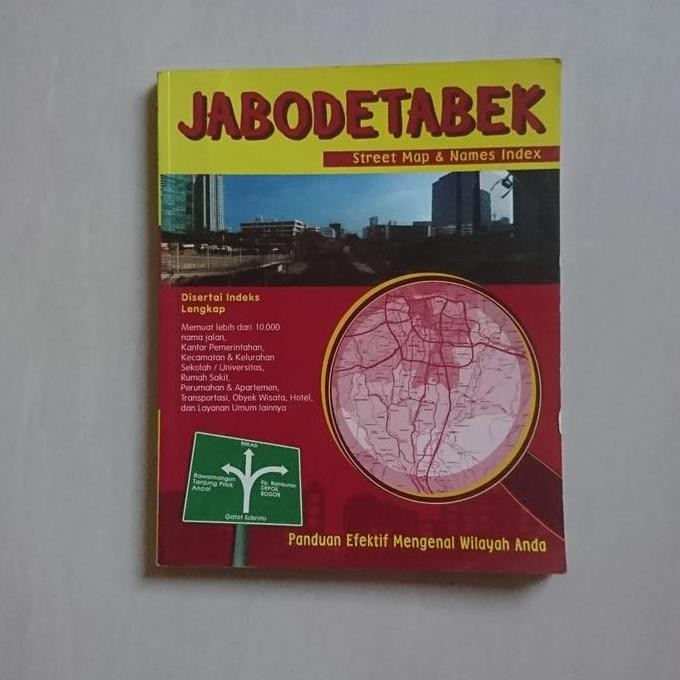 JABODETABEK
Street Map & Names Index
Disertai Indeks
Lengkap
Memuat lebih dari 10.000
nama jalan,
Kantor Pemerintahan,
Kecamatan & Kelurahan
Sekolah / Universitas,
Rumah Sakit,
Perumahan & Apartemen,
Transportasi, Obyek Wisata, Hotel,
dan Layanan Umum lainnya
BEKASI
Rawamangun
Tanjung Priok
Ancol
Kp. Rambutan
DEPOK
BOGOR
Gatot Subroto
Panduan Efektif Mengenal Wilayah Anda